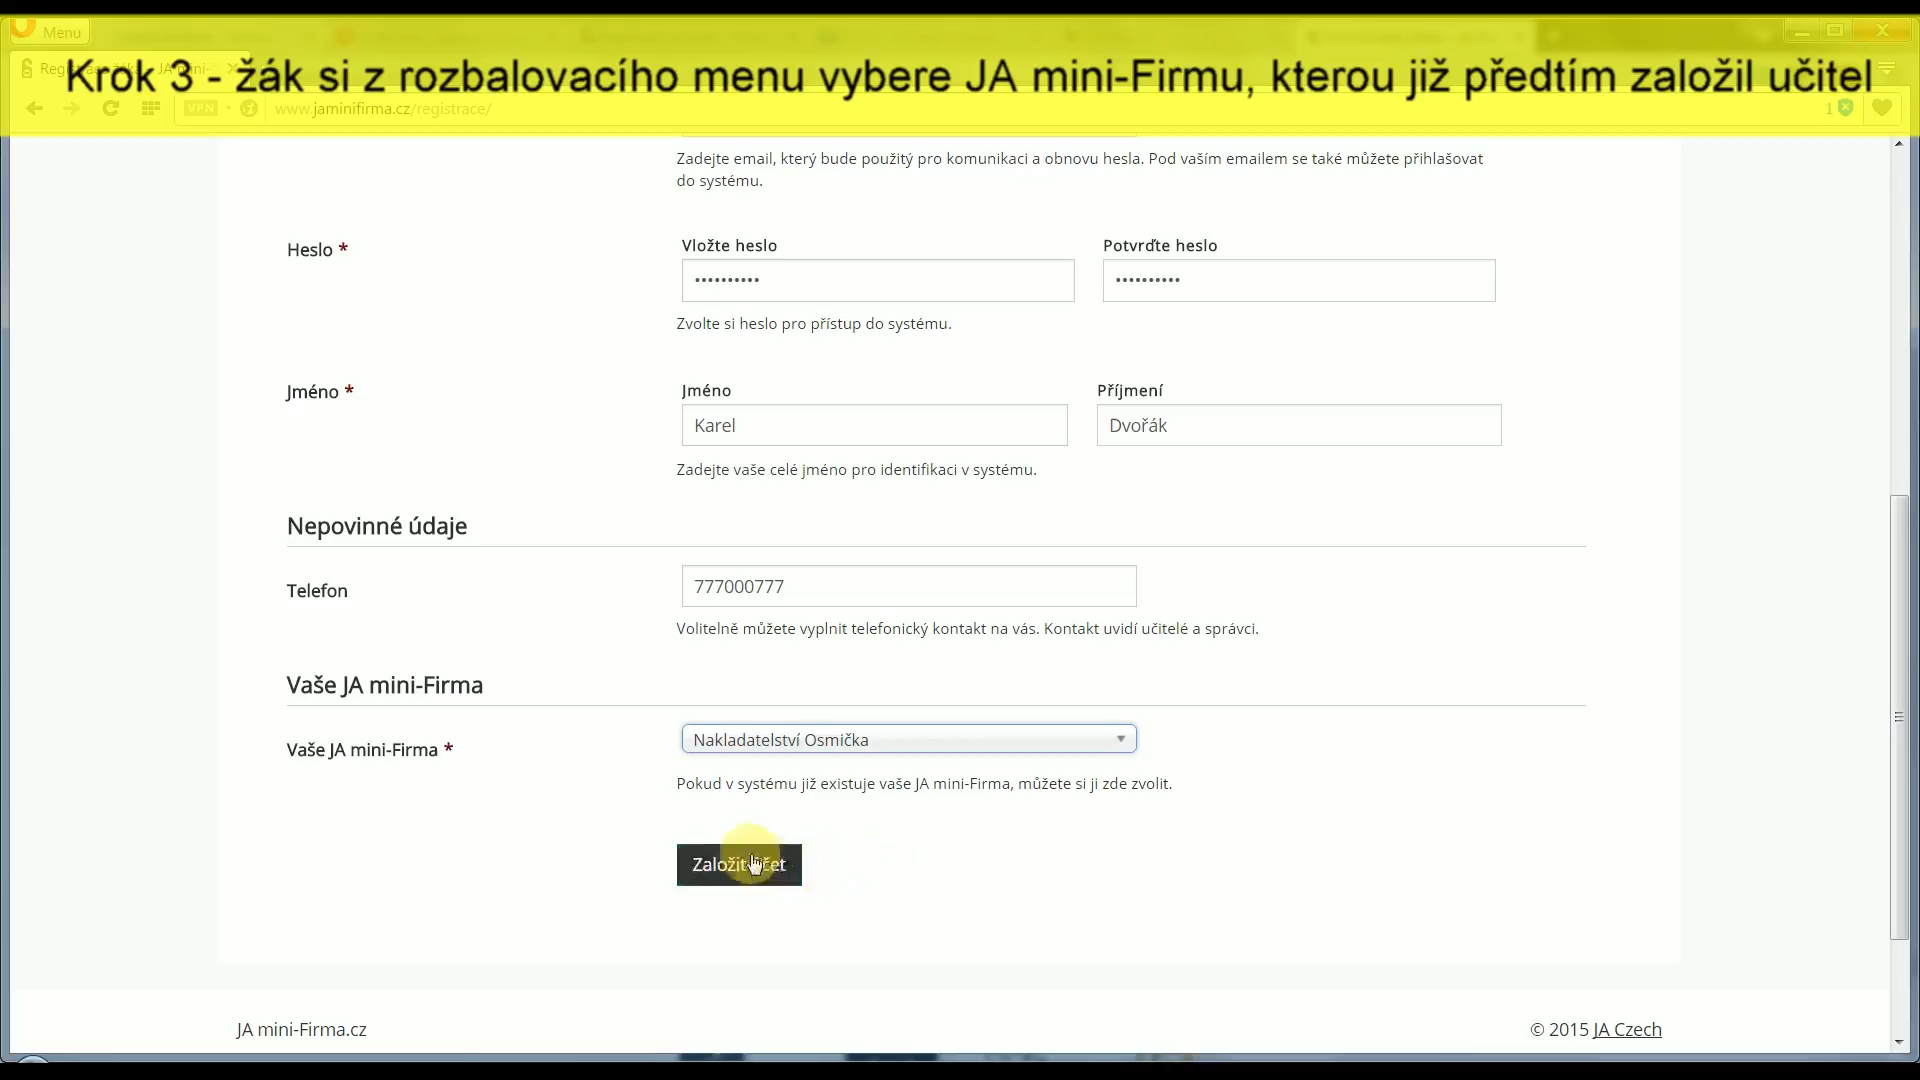 Menu
Krok 3 - žák si z rozbalovacího menu vybere JA mini-Firmu, kterou již předtím založil učitel
VPN
www.jaminifirma.cz/registrace/
1
Zadejte email, který bude použitý pro komunikaci a obnovu hesla. Pod vaším emailem se také můžete přihlašovat
do systému.
Heslo *
Vložte heslo
Potvrďte heslo
••••••••••
••••••••••
Zvolte si heslo pro přístup do systému.
Jméno *
Jméno
Příjmení
Karel
Dvořák
Zadejte vaše celé jméno pro identifikaci v systému.
Nepovinné údaje
Telefon
777000777
Volitelně můžete vyplnit telefonický kontakt na vás. Kontakt uvidí učitelé a správci.
Vaše JA mini-Firma
Vaše JA mini-Firma *
Nakladatelství Osmička
Pokud v systému již existuje vaše JA mini-Firma, můžete si ji zde zvolit.
Založit účet
JA mini-Firma.cz
© 2015 JA Czech